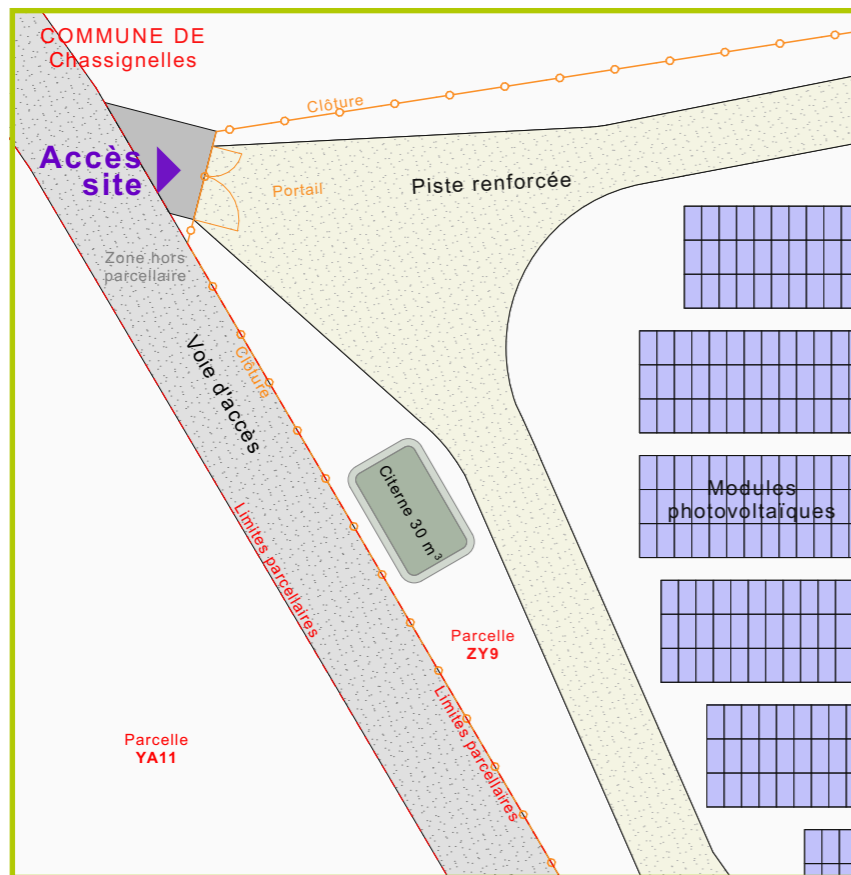 COMMUNE DE
Chassignelles
Clôture
Accès
site
Portail
Piste renforcée
Zone hors
parcellaire
Voie d'accès
Clôture
Citerne 30 m³
Modules
photovoltaïques
Limites parcellaires
Parcelle
ZY9
Limites parcellaires
Parcelle
YA11